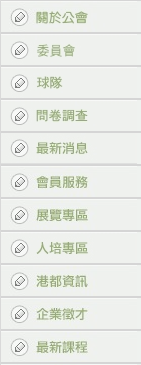 關於公會
委員會
球隊
問卷調查
最新消息
會員服務
展覽專區
人培專區
港都資訊
企業徵才
最新課程